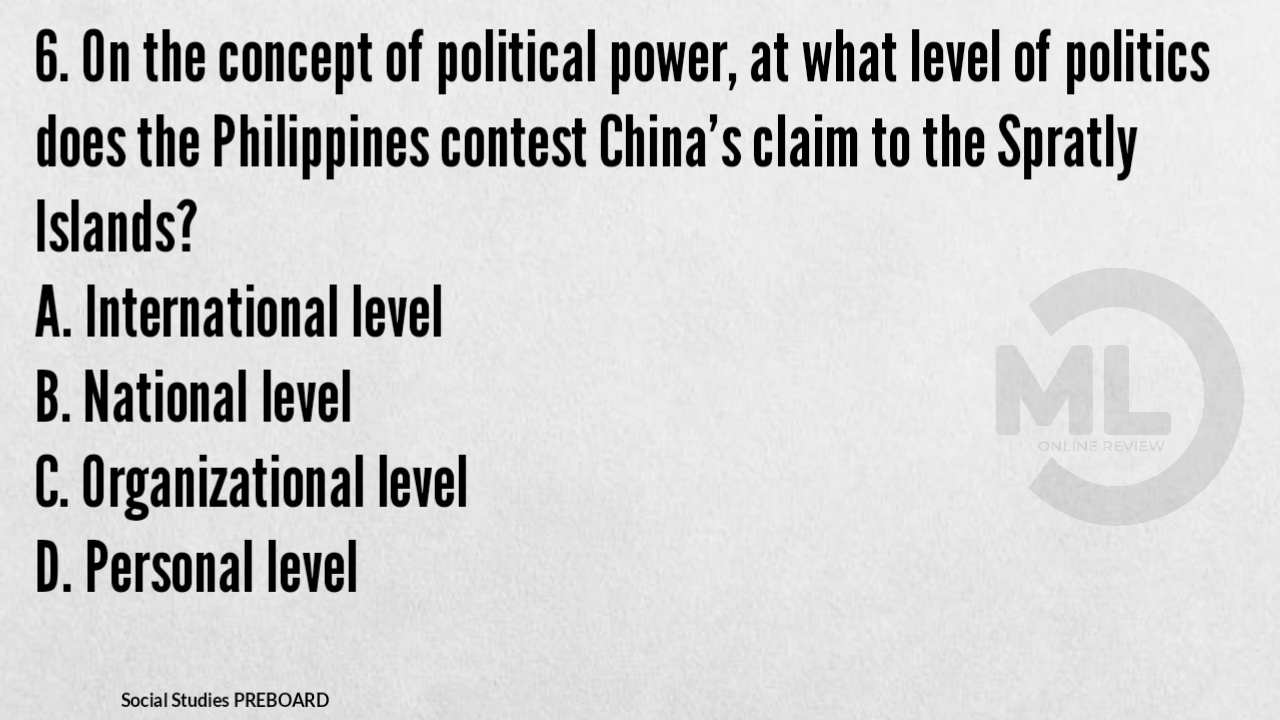 6. On the concept of political power, at what level of politics
does the Philippines contest China’s claim to the Spratly
Islands?
A. International level
B. National level
C. Organizational level
D. Personal level
ML
ONLINE REVIEW
Social Studies PREBOARD